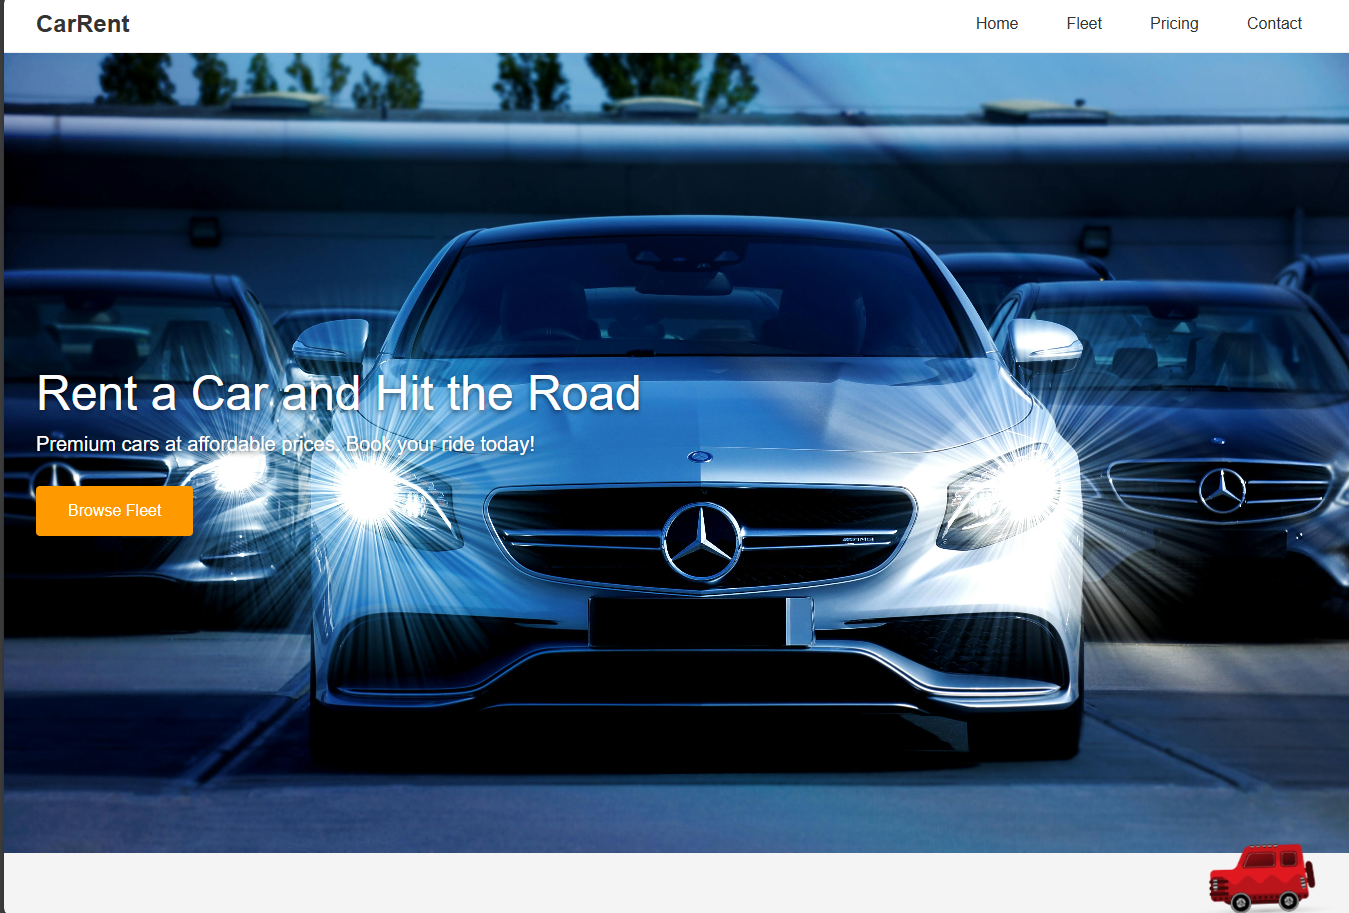 CarRent
Home Fleet Pricing Contact
Rent a Car and Hit the Road
Premium cars at affordable prices. Book your ride today!
Browse Fleet